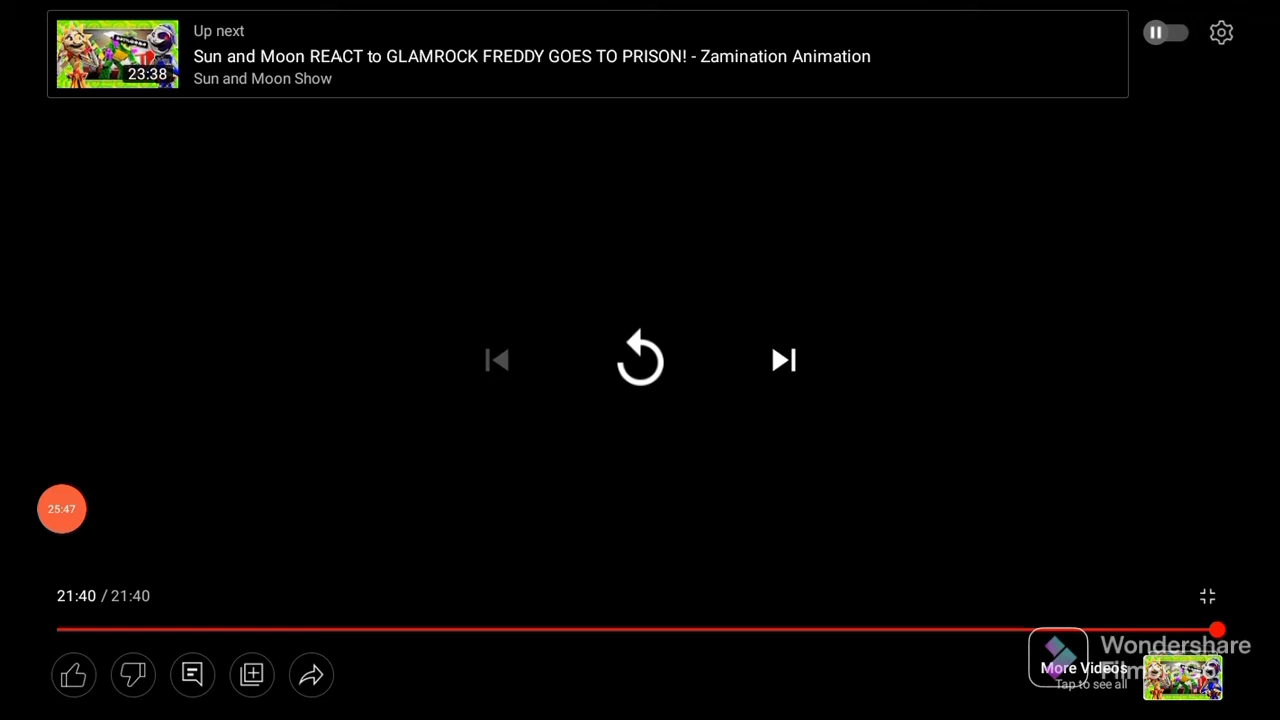 Up next
Sun and Moon REACT to GLAMROCK FREDDY GOES TO PRISON! - Zamination Animation
Sun and Moon Show
23:38
25:47
21:40 / 21:40
Wondershare
FilmoraGo
More Videos
Tap to see all